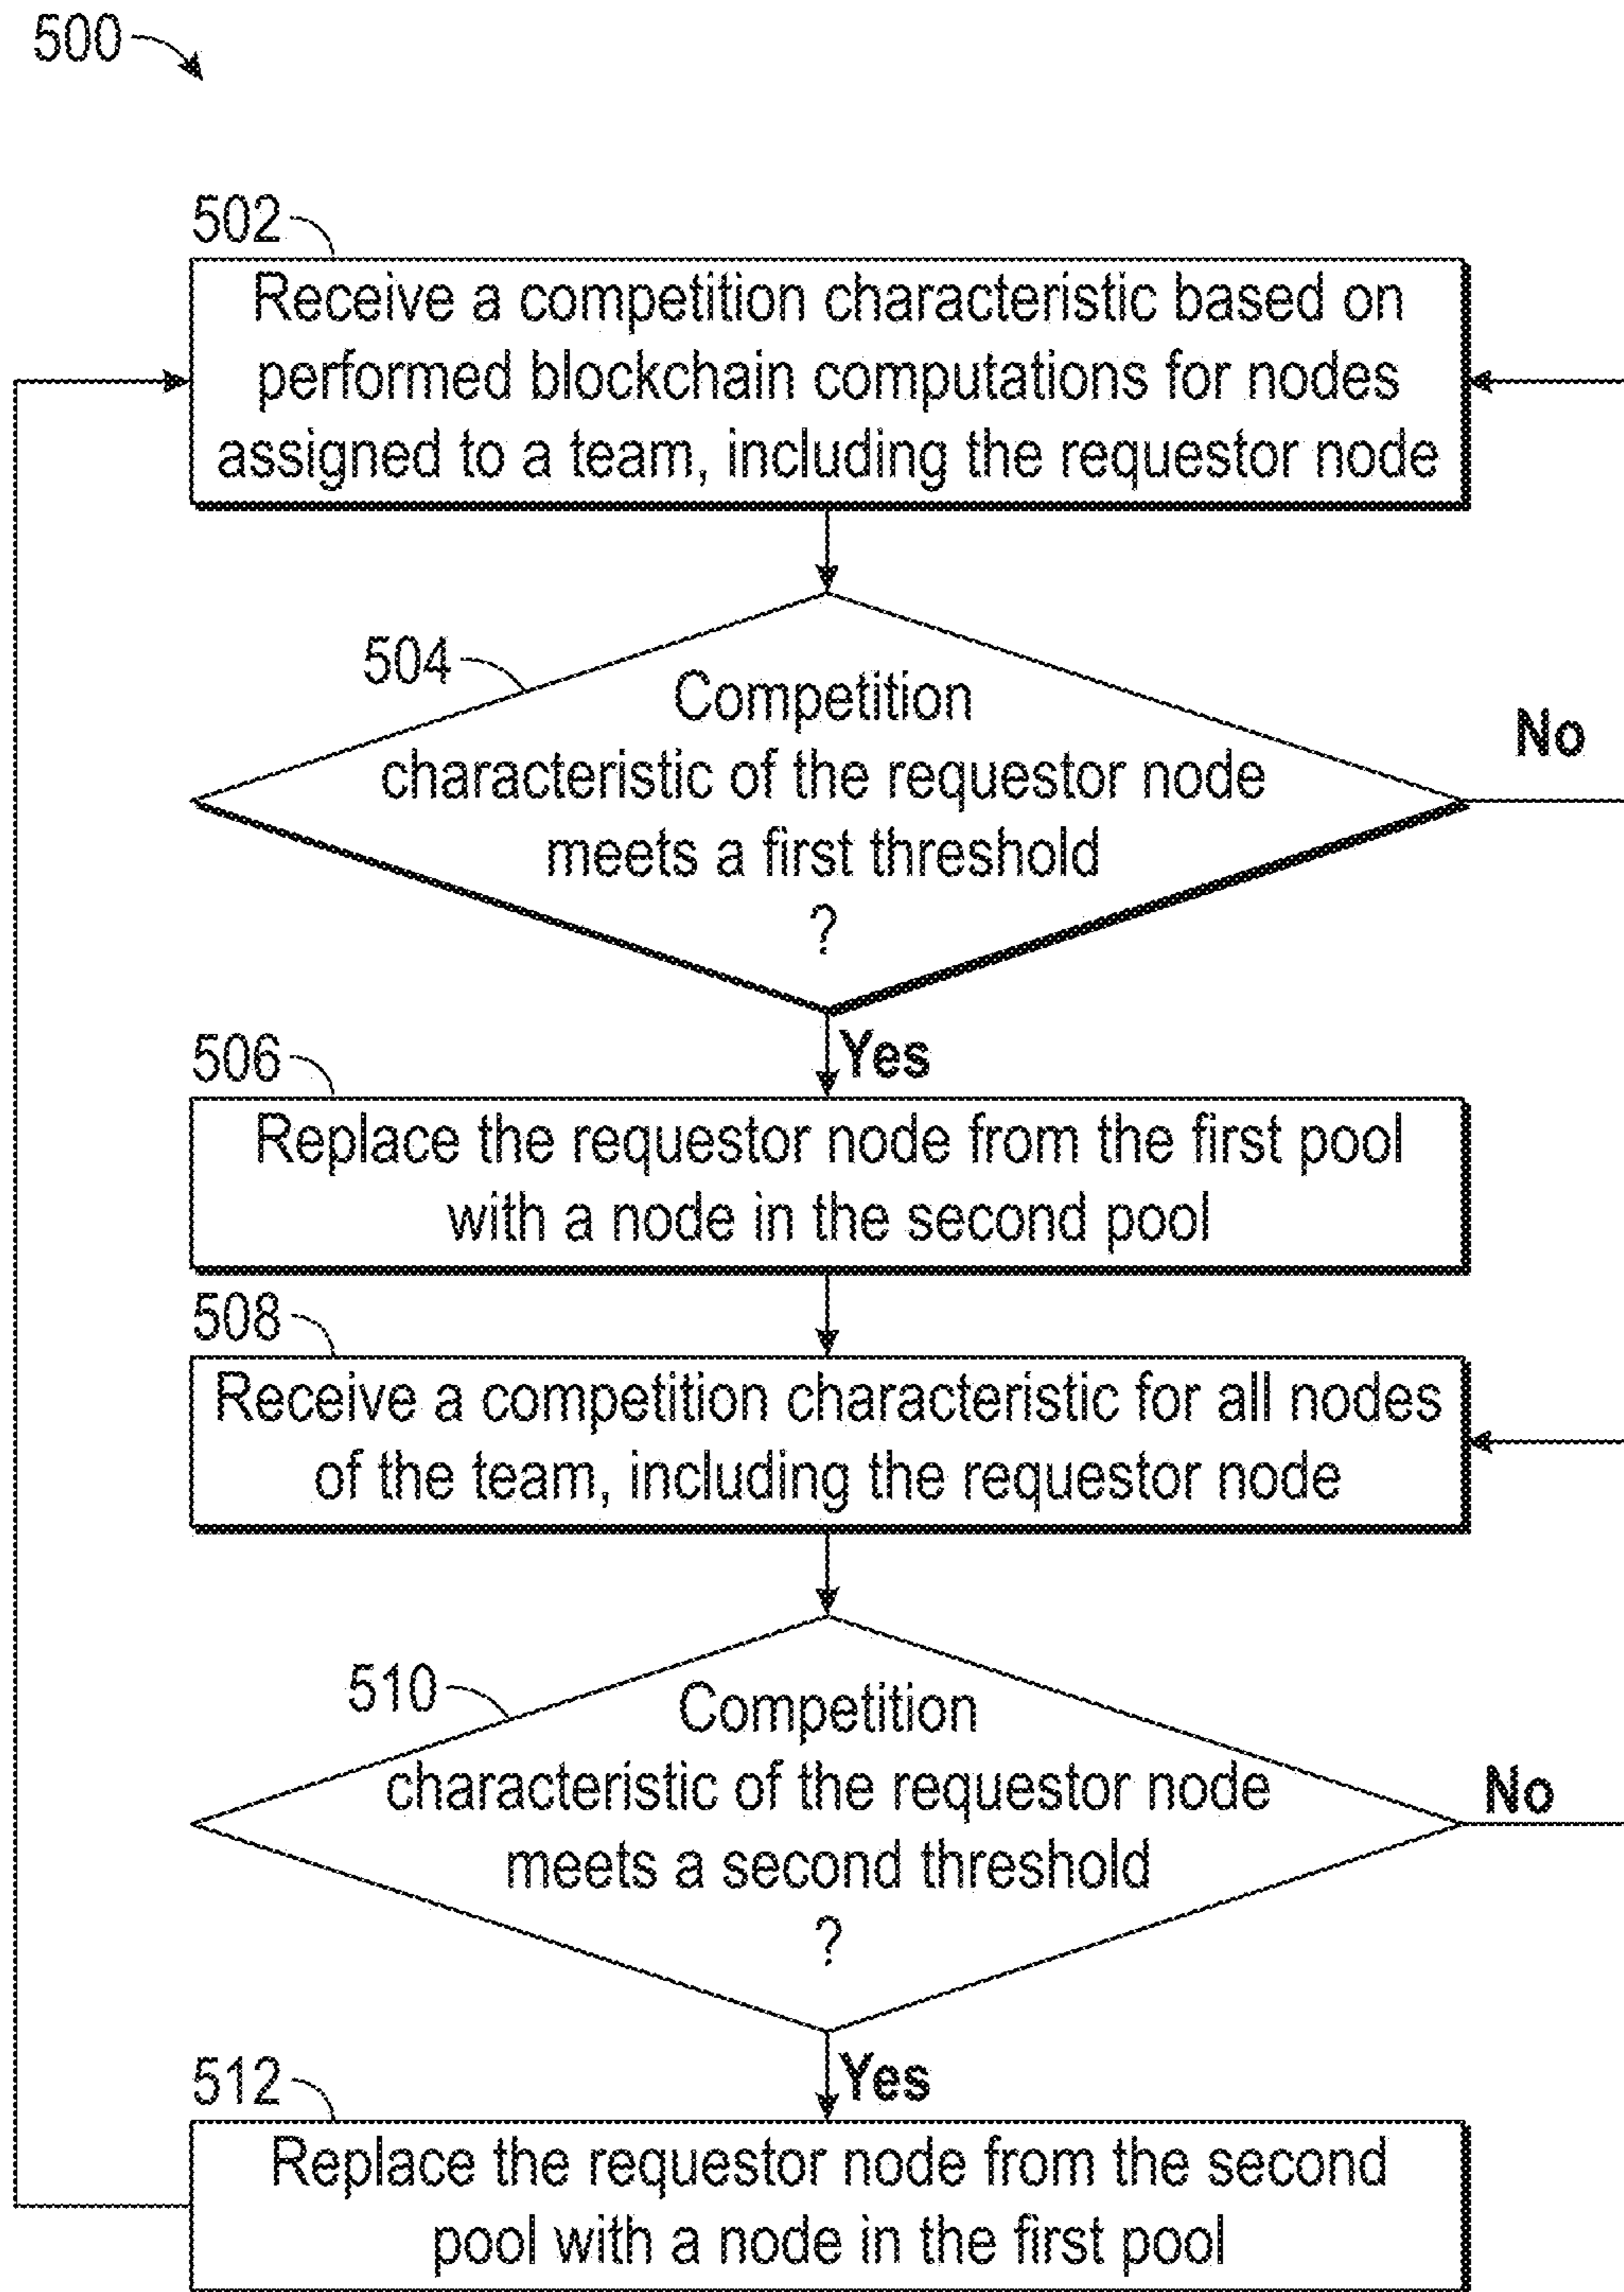 500
502
Receive a competition characteristic based on
performed blockchain computations for nodes
assigned to a team, including the requestor node
504
Competition
characteristic of the requestor node
meets a first threshold
?
No
Yes
506
Replace the requestor node from the first pool
with a node in the second pool
508
Receive a competition characteristic for all nodes
of the team, including the requestor node
510
Competition
characteristic of the requestor node
meets a second threshold
?
No
Yes
512
Replace the requestor node from the second
pool with a node in the first pool